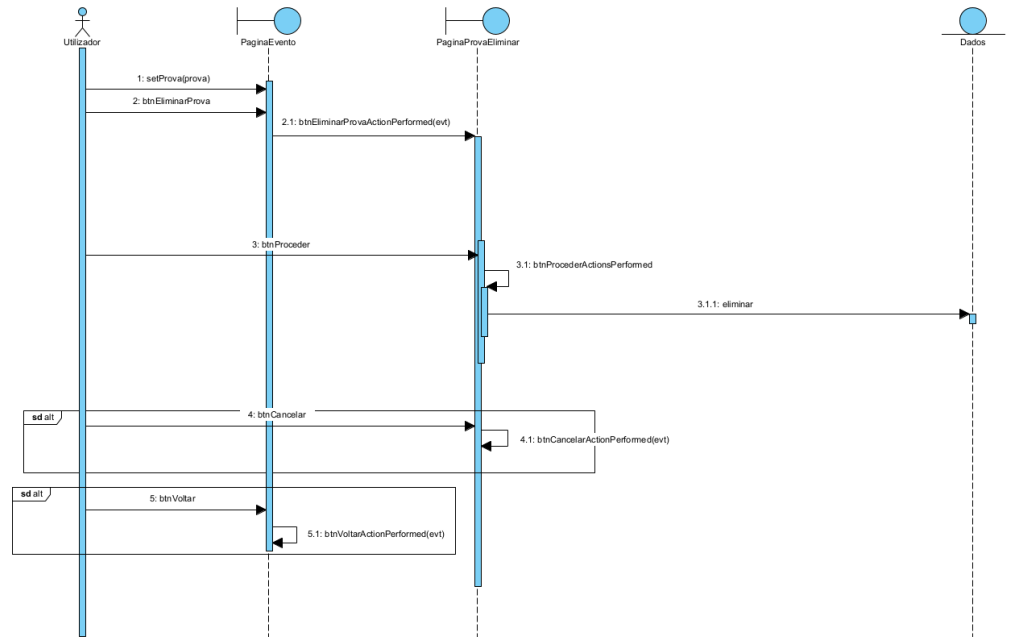 Utilizador
PaginaEvento
PaginaProvaEliminar
Dados
1: setProva(prova)
2: btnEliminarProva
2.1: btnEliminarProvaActionPerformed(evt)
3: btnProceder
3.1: btnProcederActionsPerformed
3.1.1: eliminar
sd alt
4: btnCancelar
4.1: btnCancelarActionPerformed(evt)
sd alt
5: btnVoltar
5.1: btnVoltarActionPerformed(evt)